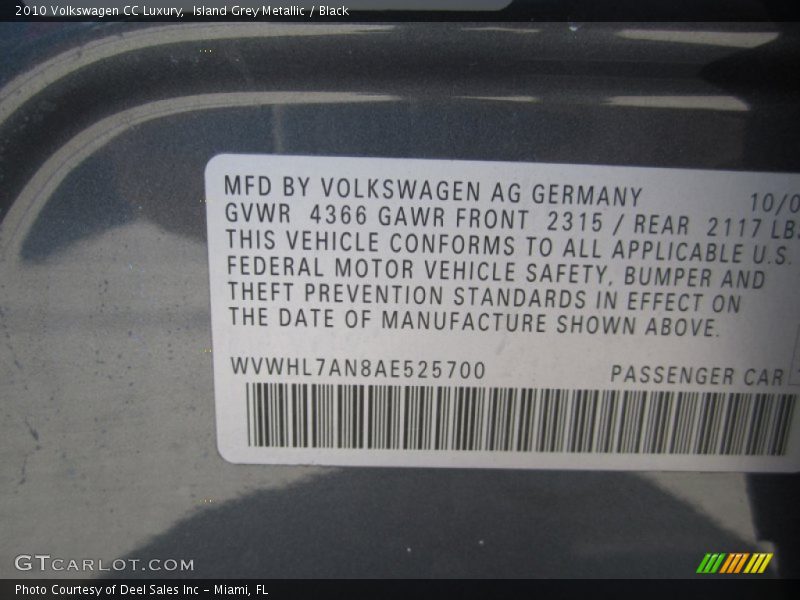 2010 Volkswagen CC Luxury,  Island Grey Metallic / Black
MFD BY VOLKSWAGEN AG GERMANY 10/0
GVWR 4366 GAWR FRONT 2315 / REAR 2117 LBS
THIS VEHICLE CONFORMS TO ALL APPLICABLE U.S.
FEDERAL MOTOR VEHICLE SAFETY, BUMPER AND
THEFT PREVENTION STANDARDS IN EFFECT ON
THE DATE OF MANUFACTURE SHOWN ABOVE.
WVWHL7AN8AE525700 PASSENGER CAR
GTCARLOT.COM
Photo Courtesy of Deel Sales Inc – Miami, FL